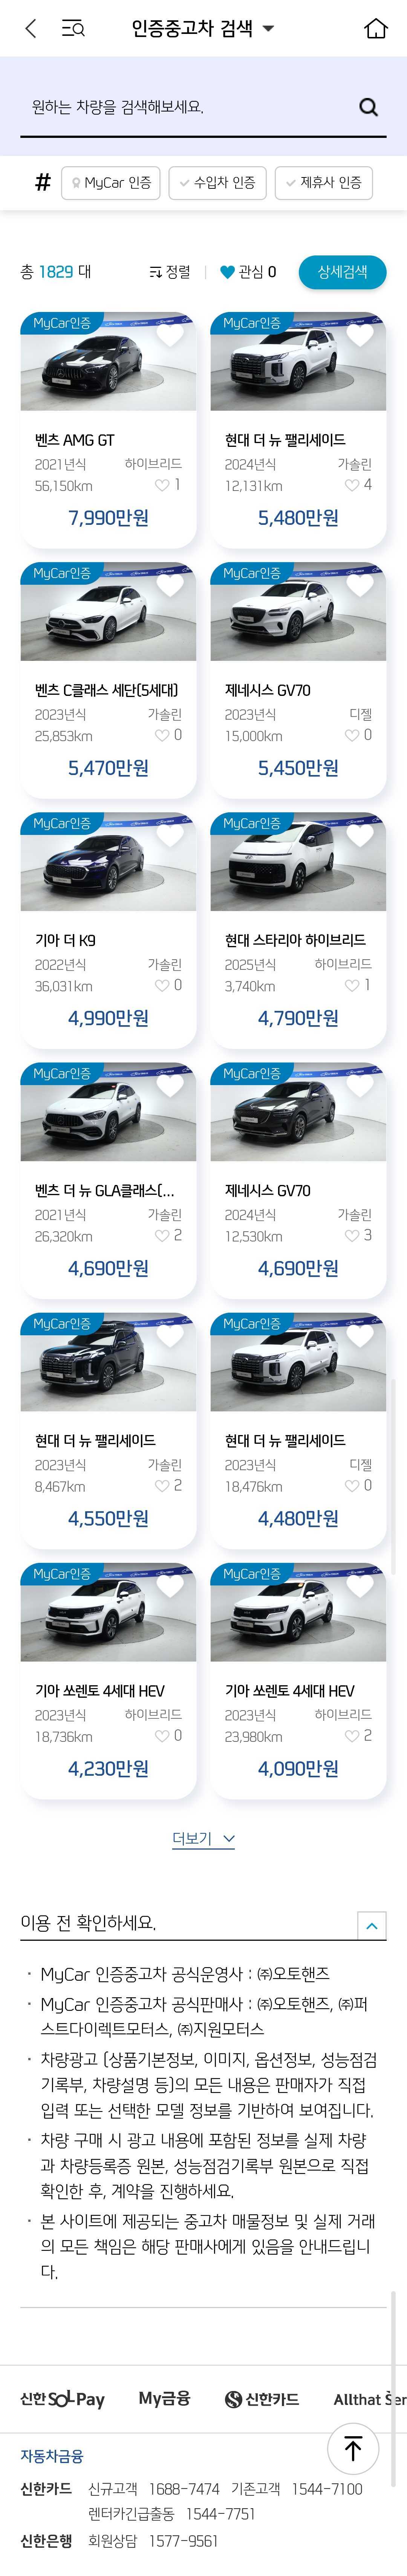 인증중고차 검색
원하는 차량을 검색해보세요.
# MyCar 인증 수입차 인증 제휴사 인증
총 1829 대 정렬 관심 0 상세검색
MyCar인증 MyCar인증
벤츠 AMG GT 현대 더 뉴 팰리세이드
2021년식 하이브리드 2024년식 가솔린
56,150km 1 12,131km 4
7,990만원 5,480만원
MyCar인증 MyCar인증
벤츠 C클래스 세단(5세대) 제네시스 GV70
2023년식 가솔린 2023년식 디젤
25,853km 0 15,000km 0
5,470만원 5,450만원
MyCar인증 MyCar인증
기아 더 K9 현대 스타리아 하이브리드
2022년식 가솔린 2025년식 하이브리드
36,031km 0 3,740km 1
4,990만원 4,790만원
MyCar인증 MyCar인증
벤츠 더 뉴 GLA클래스(... 제네시스 GV70
2021년식 가솔린 2024년식 가솔린
26,320km 2 12,530km 3
4,690만원 4,690만원
MyCar인증 MyCar인증
현대 더 뉴 팰리세이드 현대 더 뉴 팰리세이드
2023년식 가솔린 2023년식 디젤
8,467km 2 18,476km 0
4,550만원 4,480만원
MyCar인증 MyCar인증
기아 쏘렌토 4세대 HEV 기아 쏘렌토 4세대 HEV
2023년식 하이브리드 2023년식 하이브리드
18,736km 0 23,980km 2
4,230만원 4,090만원
더보기
이용 전 확인하세요.
· MyCar 인증중고차 공식운영사 : ㈜오토핸즈
· MyCar 인증중고차 공식판매사 : ㈜오토핸즈, ㈜퍼
스트다이렉트모터스, ㈜지원모터스
· 차량광고 (상품기본정보, 이미지, 옵션정보, 성능점검
기록부, 차량설명 등)의 모든 내용은 판매자가 직접
입력 또는 선택한 모델 정보를 기반하여 보여집니다.
· 차량 구매 시 광고 내용에 포함된 정보를 실제 차량
과 차량등록증 원본, 성능점검기록부 원본으로 직접
확인한 후, 계약을 진행하세요.
· 본 사이트에 제공되는 중고차 매물정보 및 실제 거래
의 모든 책임은 해당 판매사에게 있음을 안내드립니
다.
신한 SOL Pay My금융 신한카드 Allthat Ser
자동차금융
신한카드 신규고객 1688-7474 기존고객 1544-7100
렌터카긴급출동 1544-7751
신한은행 회원상담 1577-9561